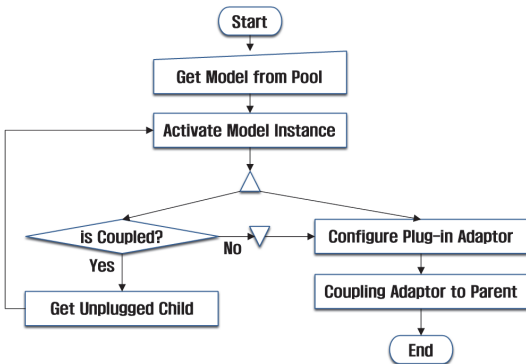 Start
Get Model from Pool
Activate Model Instance
is Coupled?
No
Yes
Configure Plug-in Adaptor
Get Unplugged Child
Coupling Adaptor to Parent
End